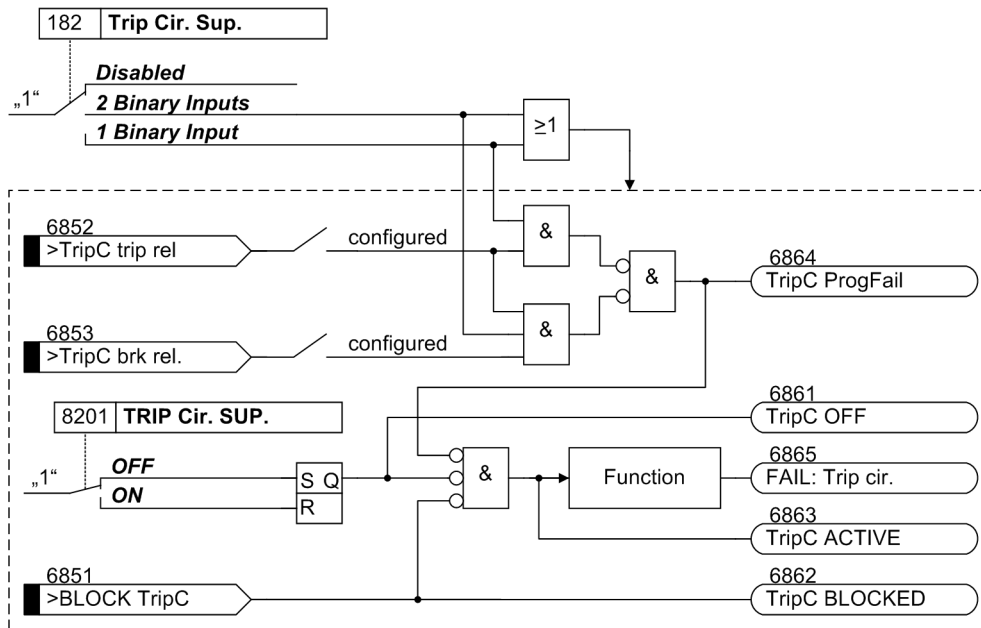 182 Trip Cir. Sup.
Disabled
„1“
2 Binary Inputs
1 Binary Input
≥1
6852
>TripC trip rel
configured
&
&
6864
TripC ProgFail
6853
>TripC brk rel.
configured
&
8201 TRIP Cir. SUP.
6861
TripC OFF
„1“
OFF
ON
S Q
R
&
Function
6865
FAIL: Trip cir.
6863
TripC ACTIVE
6851
>BLOCK TripC
6862
TripC BLOCKED